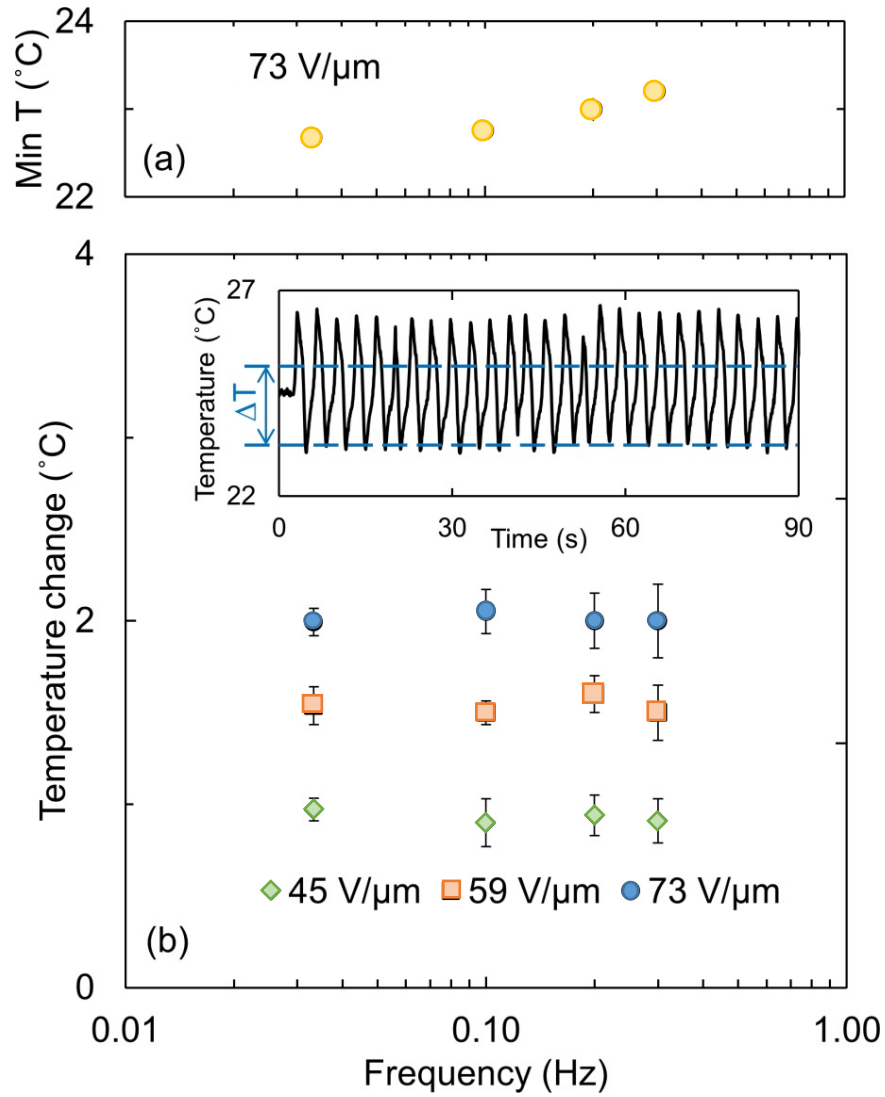 24
Min T (˚C)
73 V/μm
(a)
22
4
27
Temperature (˚C)
ΔT
22
0
30
60
90
Time (s)
Temperature change (˚C)
2
45 V/μm
59 V/μm
73 V/μm
(b)
0
0.01
0.10
1.00
Frequency (Hz)